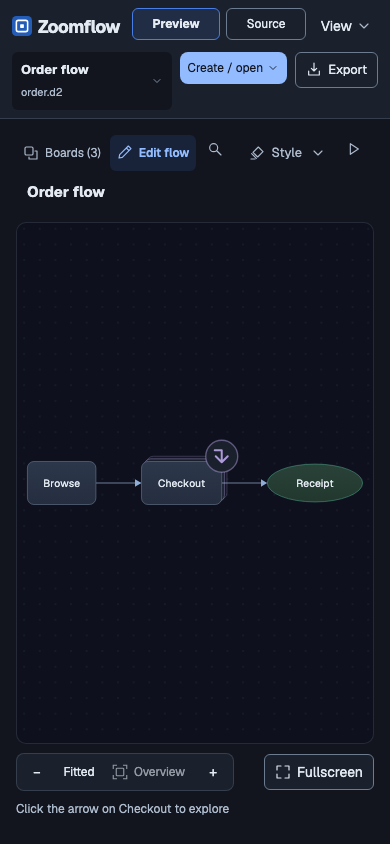 Zoomflow
Preview
Source
View
Order flow
order.d2
Create / open
Export
Boards (3)
Edit flow
Style
Order flow
Browse
Checkout
Receipt
−
Fitted
Overview
+
Fullscreen
Click the arrow on Checkout to explore